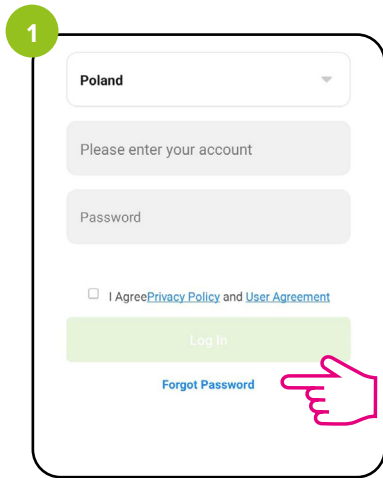 1
Poland
Please enter your account
Password
I AgreePrivacy Policy and User Agreement
Log In
Forgot Password